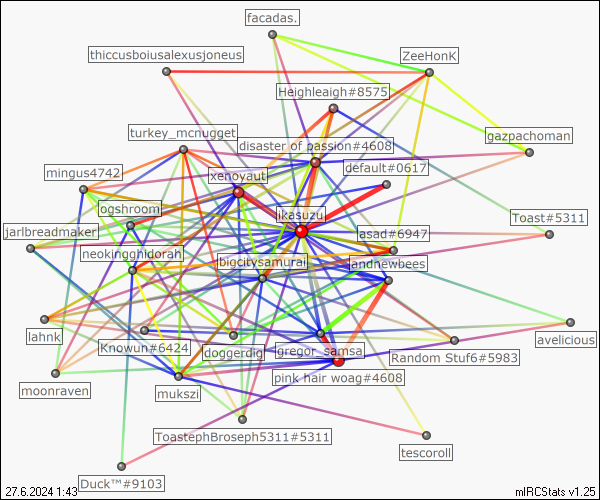 facadas.
thiccusboiusalexusjoneus
ZeeHonK
Heighleaigh#8575
turkey_mcnugget
gazpachoman
disaster of passion#4608
default#0617
mingus4742
xenoyaut
ogshroom
ikasuzu
Toast#5311
jarlbreadmaker
asad#6947
neokingghidorah
bigcitysamurai
landnewbees
lahnk
Knowun#6424
doggerdig
gregor_samsa
avelicious
Random Stuf6#5983
moonraven
mukszi
pink hair woag#4608
ToastephBroseph5311#5311
tescoroll
Duck™#9103
27.6.2024 1:43
mIRCStats v1.25